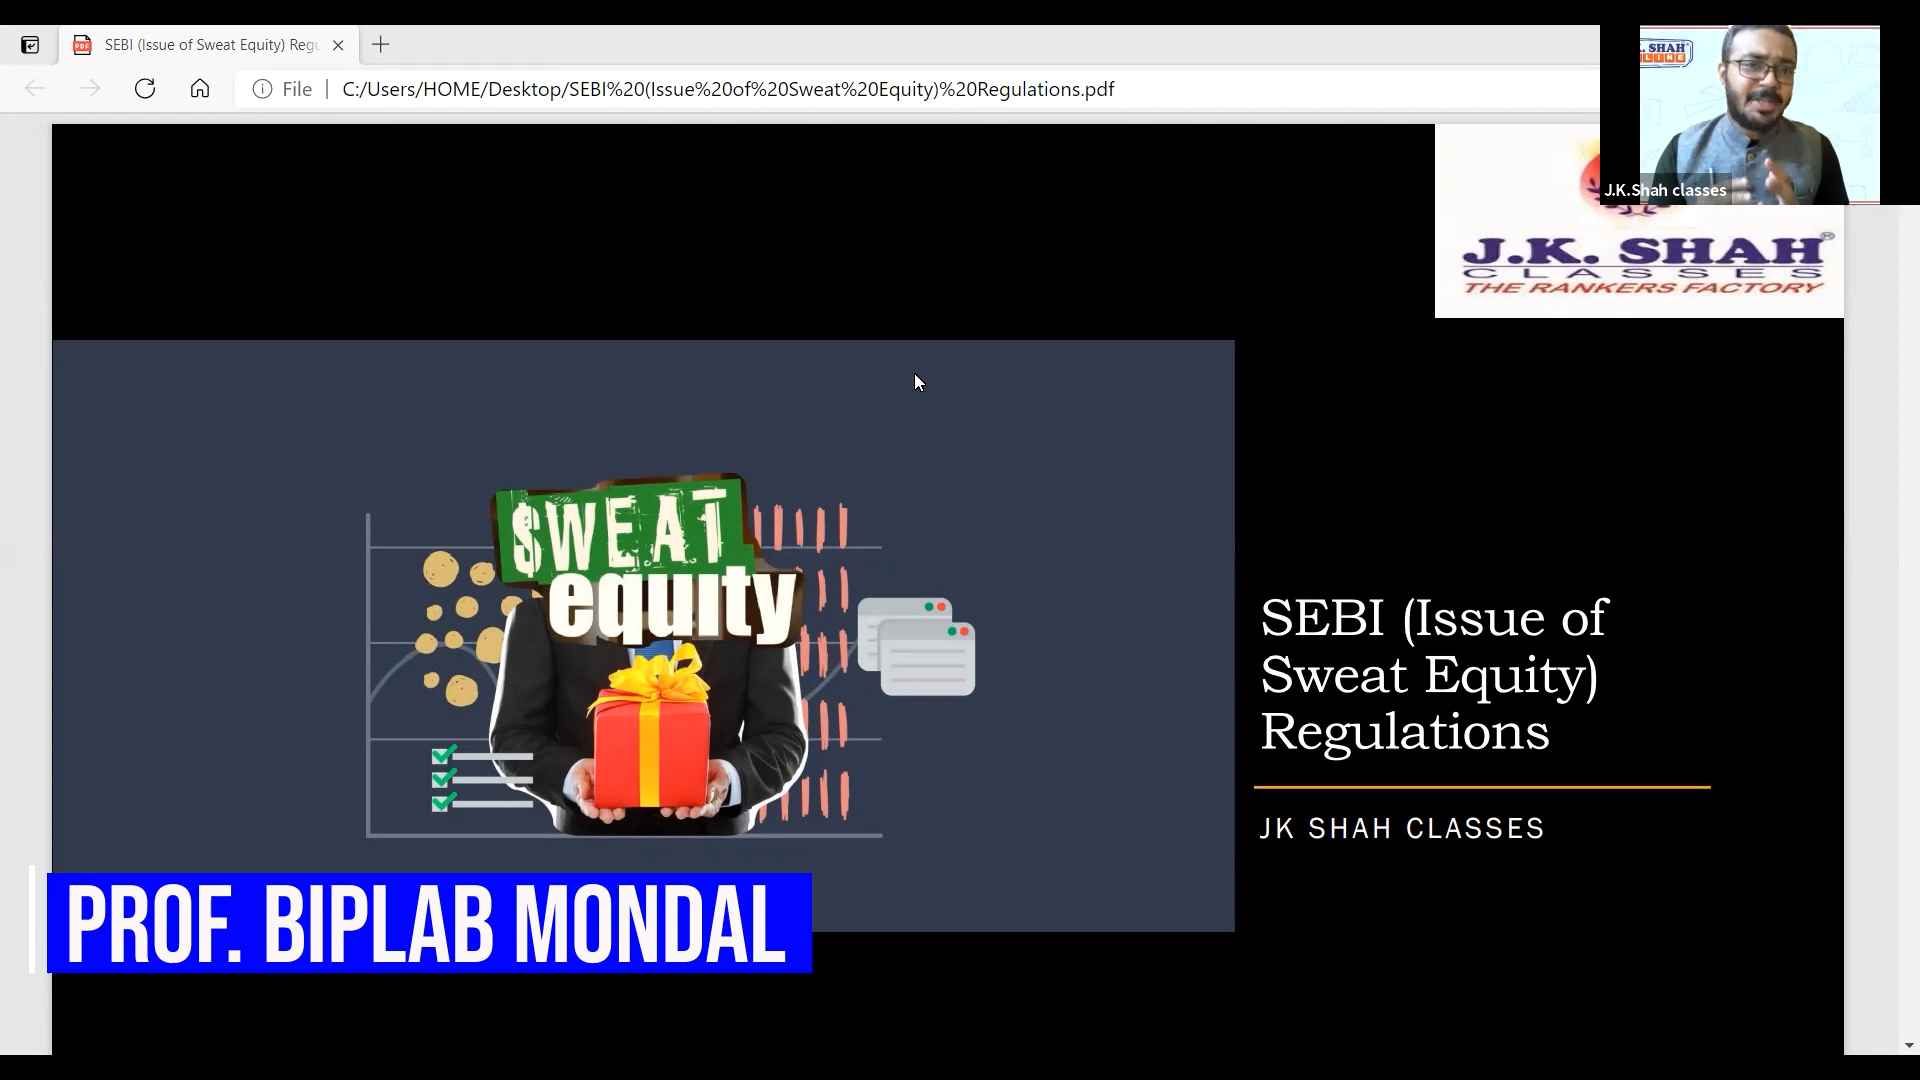 SEBI (Issue of Sweat Equity) Regu
File
C:/Users/HOME/Desktop/SEBI%20(Issue%20of%20Sweat%20Equity)%20Regulations.pdf
K. SHAH
LINE
J.K.Shah classes
J.K. SHAH®
CLASSES
THE RANKERS FACTORY
$WEAT
equity
SEBI (Issue of
Sweat Equity)
Regulations
JK SHAH CLASSES
PROF. BIPLAB MONDAL